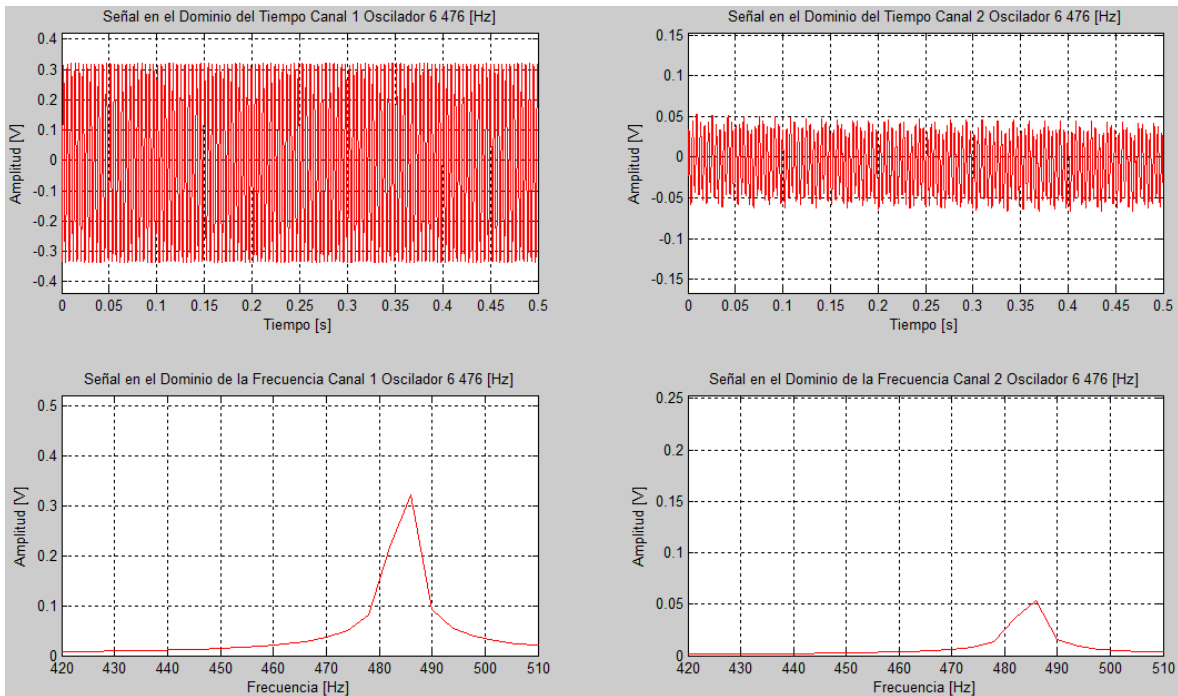 Señal en el Dominio del Tiempo Canal 1 Oscilador 6 476 [Hz]
0.4
0.3
0.2
0.1
0
-0.1
-0.2
-0.3
-0.4
Amplitud [V]
0 0.05 0.1 0.15 0.2 0.25 0.3 0.35 0.4 0.45 0.5
Tiempo [s]
Señal en el Dominio del Tiempo Canal 2 Oscilador 6 476 [Hz]
0.15
0.1
0.05
0
-0.05
-0.1
-0.15
Amplitud [V]
0 0.05 0.1 0.15 0.2 0.25 0.3 0.35 0.4 0.45 0.5
Tiempo [s]
Señal en el Dominio de la Frecuencia Canal 1 Oscilador 6 476 [Hz]
0.5
0.4
0.3
0.2
0.1
0
Amplitud [V]
420 430 440 450 460 470 480 490 500 510
Frecuencia [Hz]
Señal en el Dominio de la Frecuencia Canal 2 Oscilador 6 476 [Hz]
0.25
0.2
0.15
0.1
0.05
0
Amplitud [V]
420 430 440 450 460 470 480 490 500 510
Frecuencia [Hz]